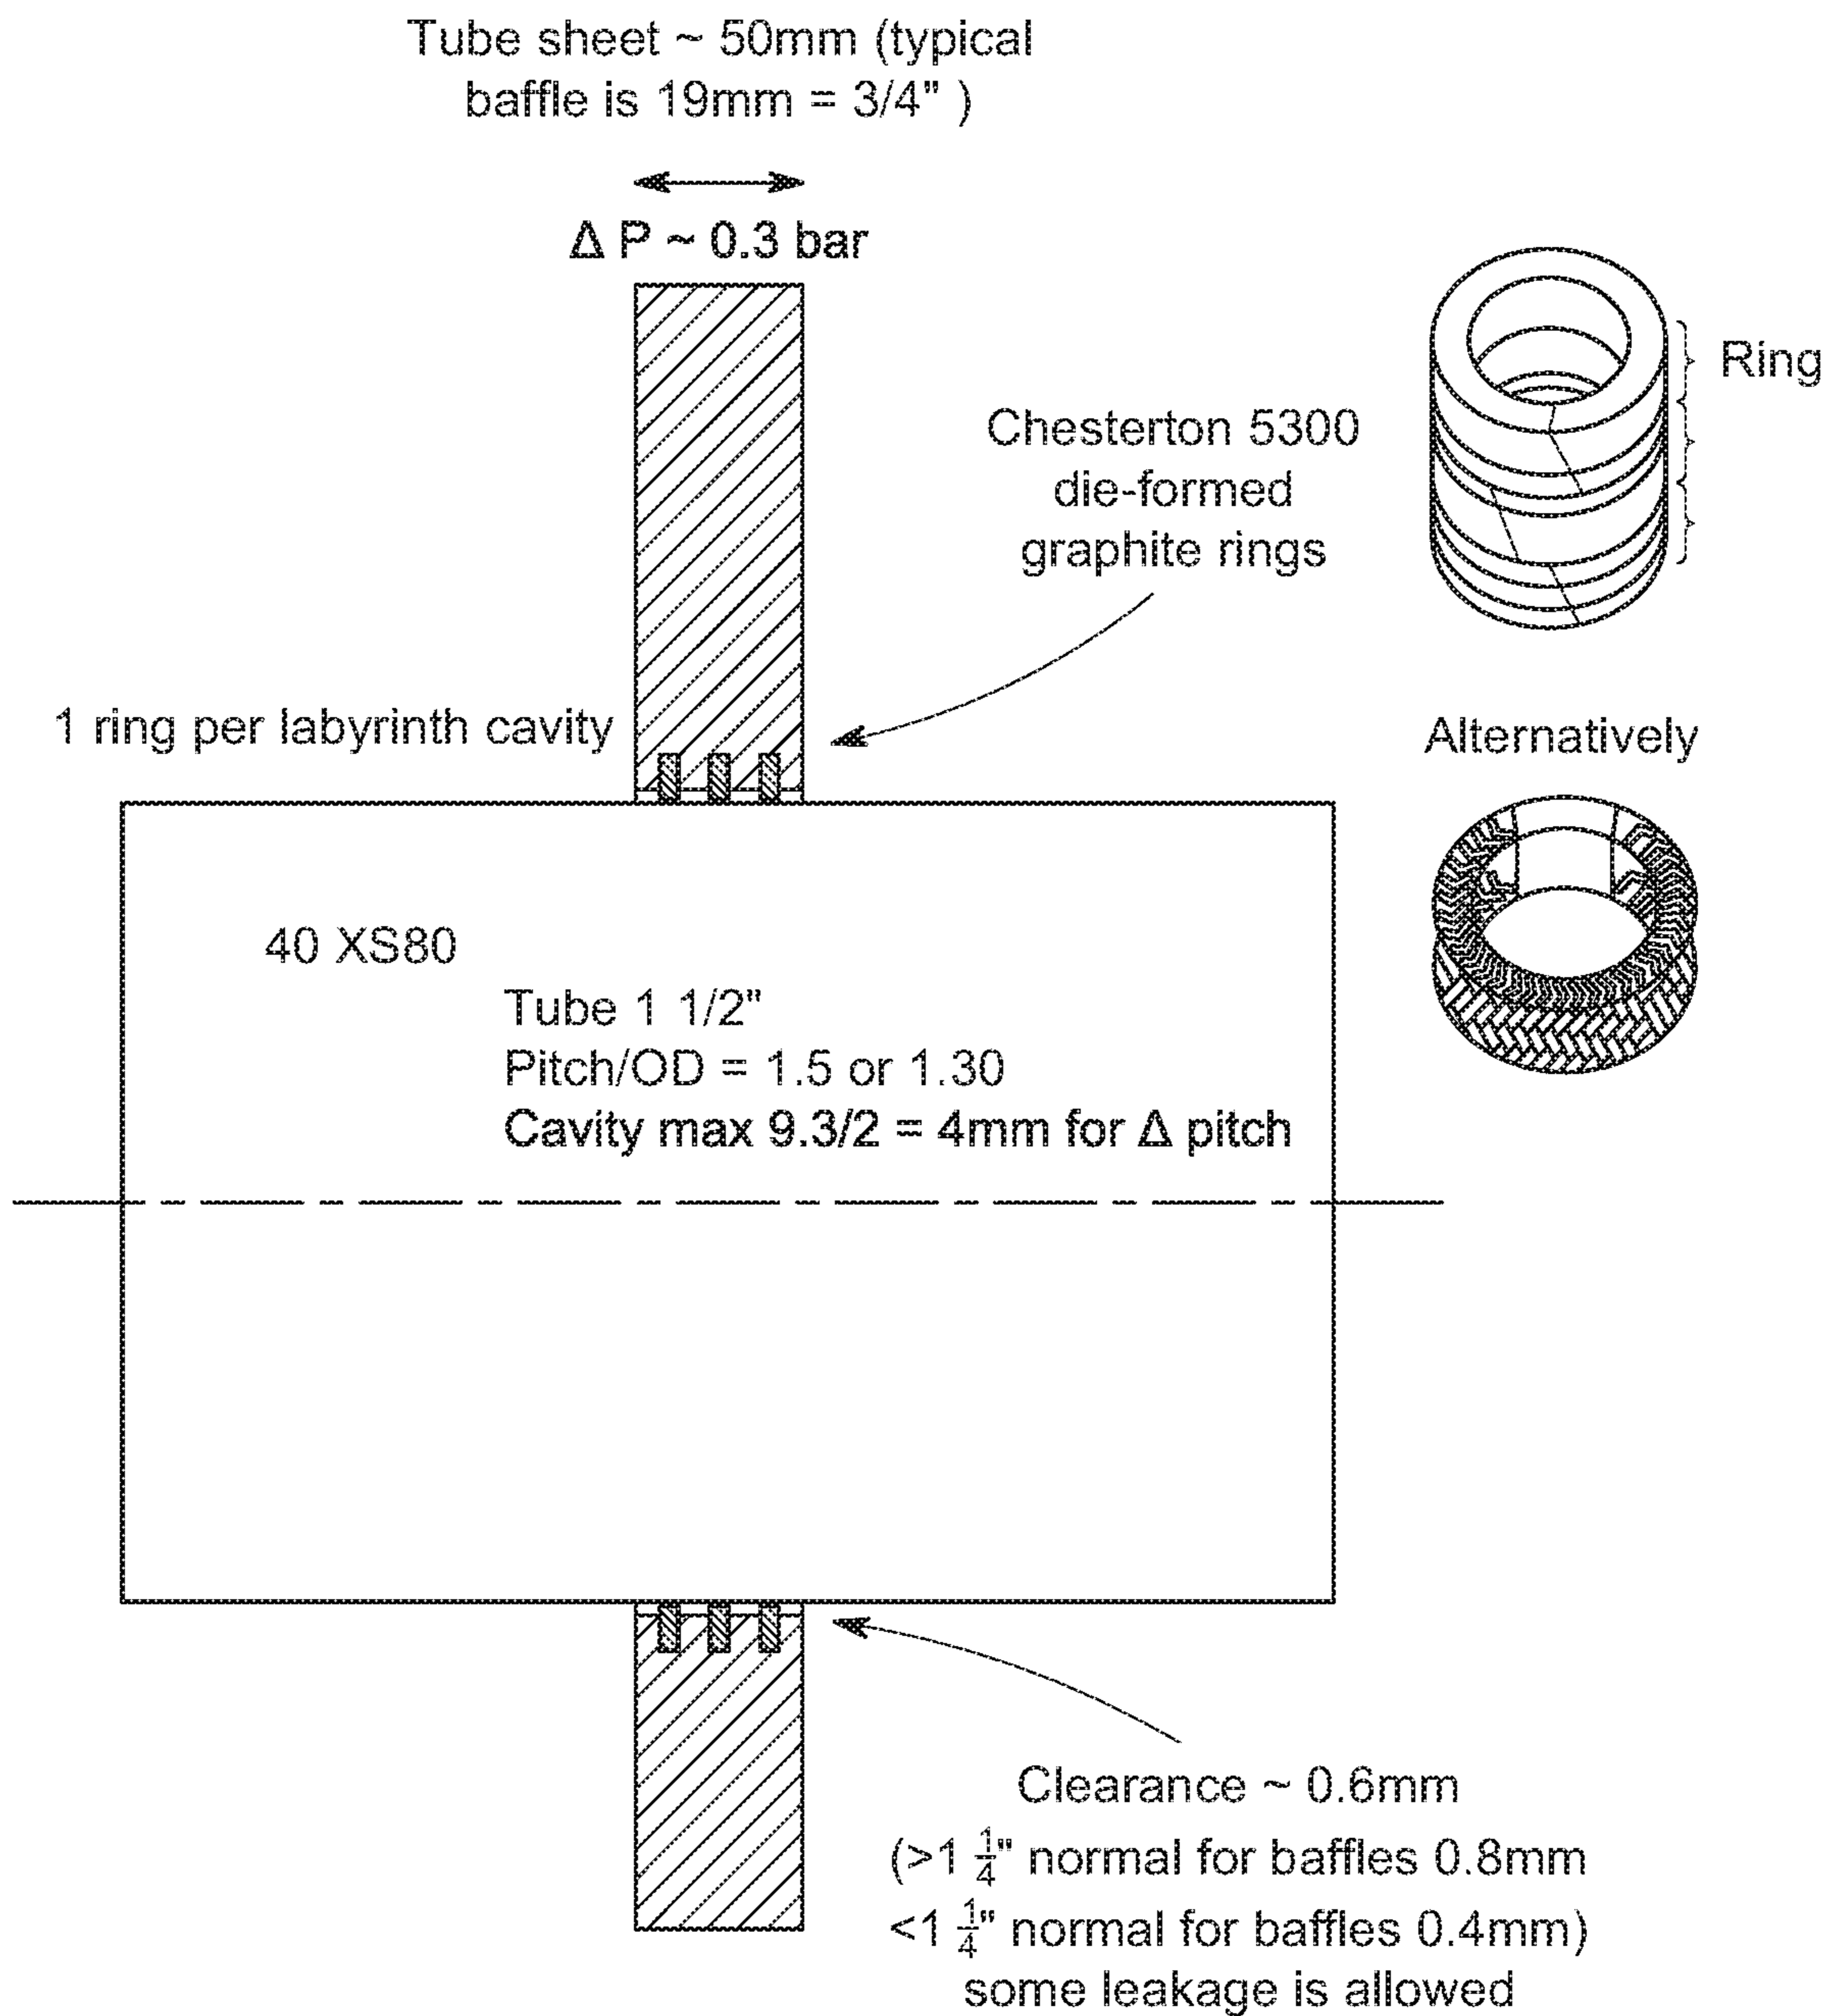 Tube sheet ~ 50mm (typical
baffle is 19mm = 3/4" )
Δ P ~ 0.3 bar
Ring
Chesterton 5300
die-formed
graphite rings
1 ring per labyrinth cavity
Alternatively
40 XS80
Tube 1 1/2"
Pitch/OD = 1.5 or 1.30
Cavity max 9.3/2 = 4mm for Δ pitch
Clearance ~ 0.6mm
(>1 1/4" normal for baffles 0.8mm
<1 1/4" normal for baffles 0.4mm)
some leakage is allowed